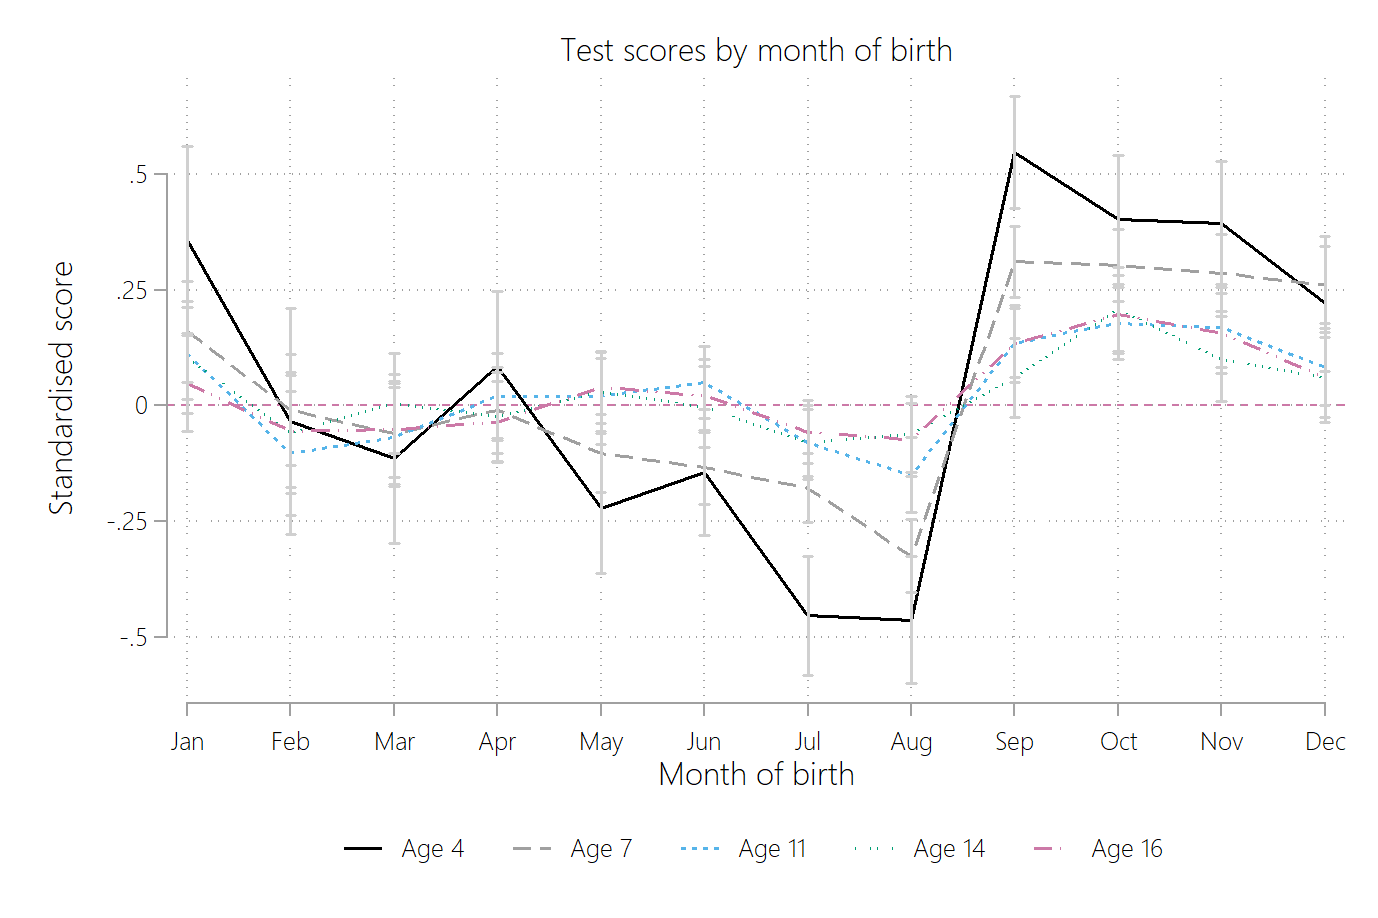 Test scores by month of birth
Standardised score
.5
.25
0
-.25
-.5
Jan Feb Mar Apr May Jun Jul Aug Sep Oct Nov Dec
Month of birth
Age 4 Age 7 Age 11 Age 14 Age 16